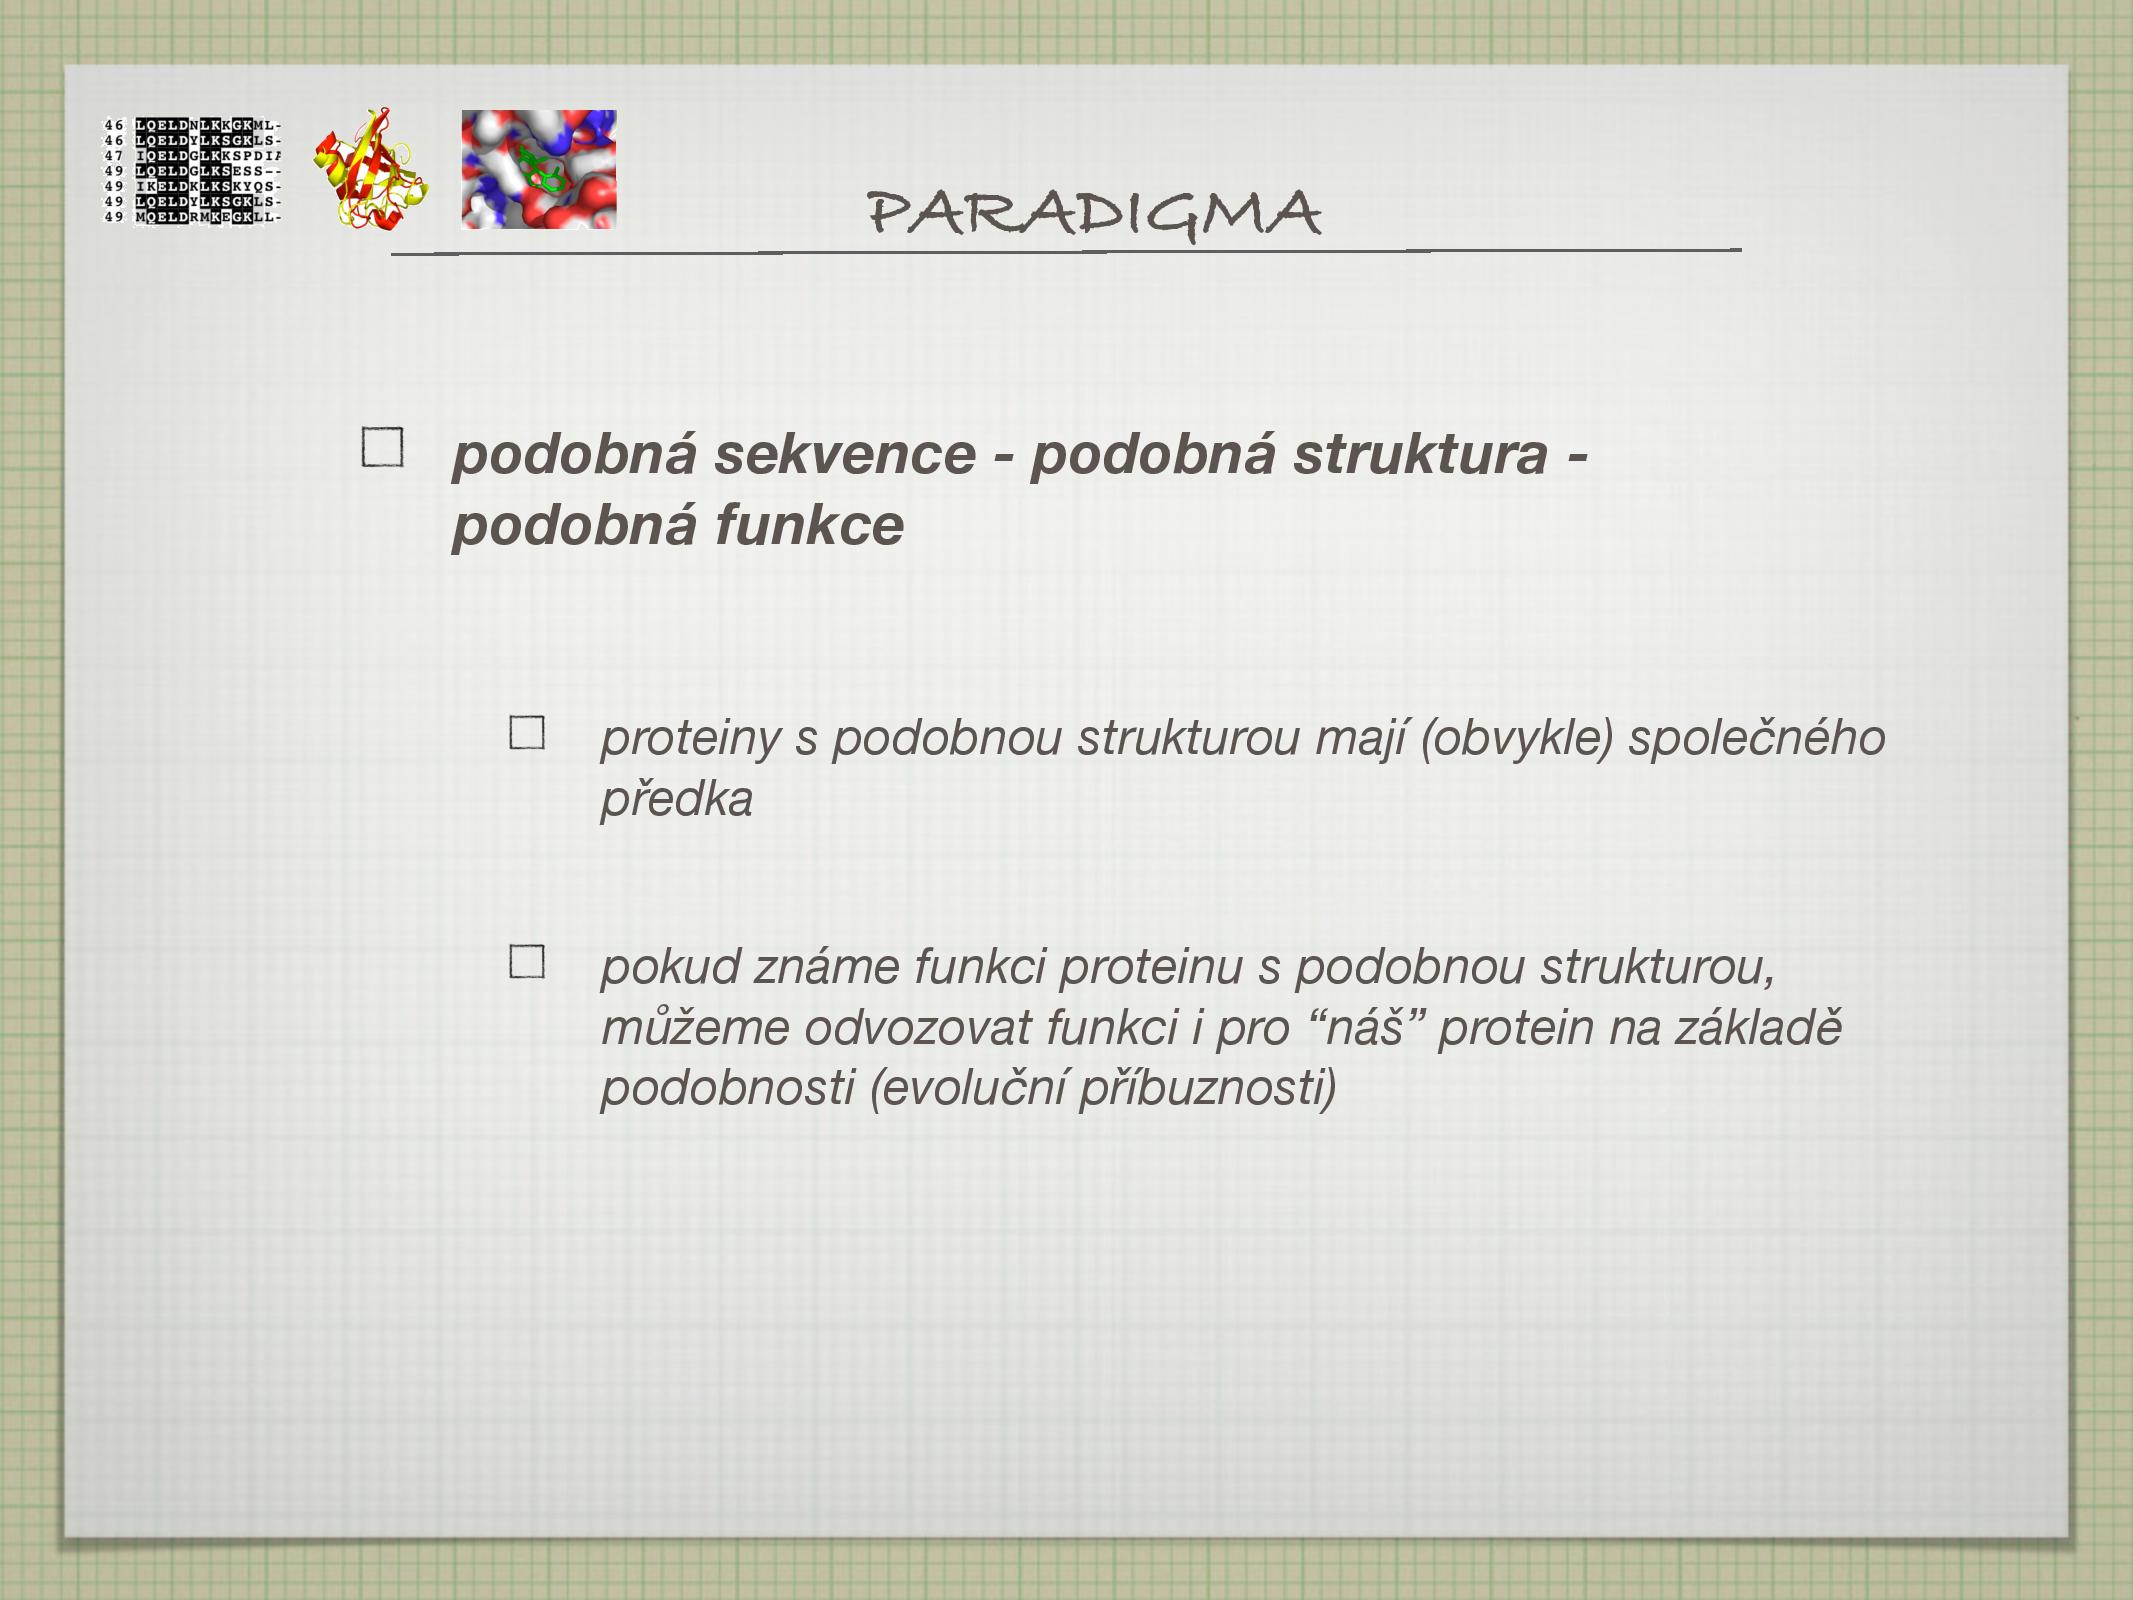 46 LQELDNLKKGKML-
46 LQELDYLKSGKLS-
47 IQELDGLKKSPDIA
49 LQELDGLKSESS--
49 IKELDKLKSKYQS-
49 LQELDYLKSGKLS-
49 MQELDRMKEGKLL-
PARADIGMA
podobná sekvence - podobná struktura -
podobná funkce
proteiny s podobnou strukturou mají (obvykle) společného
předka
pokud známe funkci proteinu s podobnou strukturou,
můžeme odvozovat funkci i pro “náš” protein na základě
podobnosti (evoluční příbuznosti)